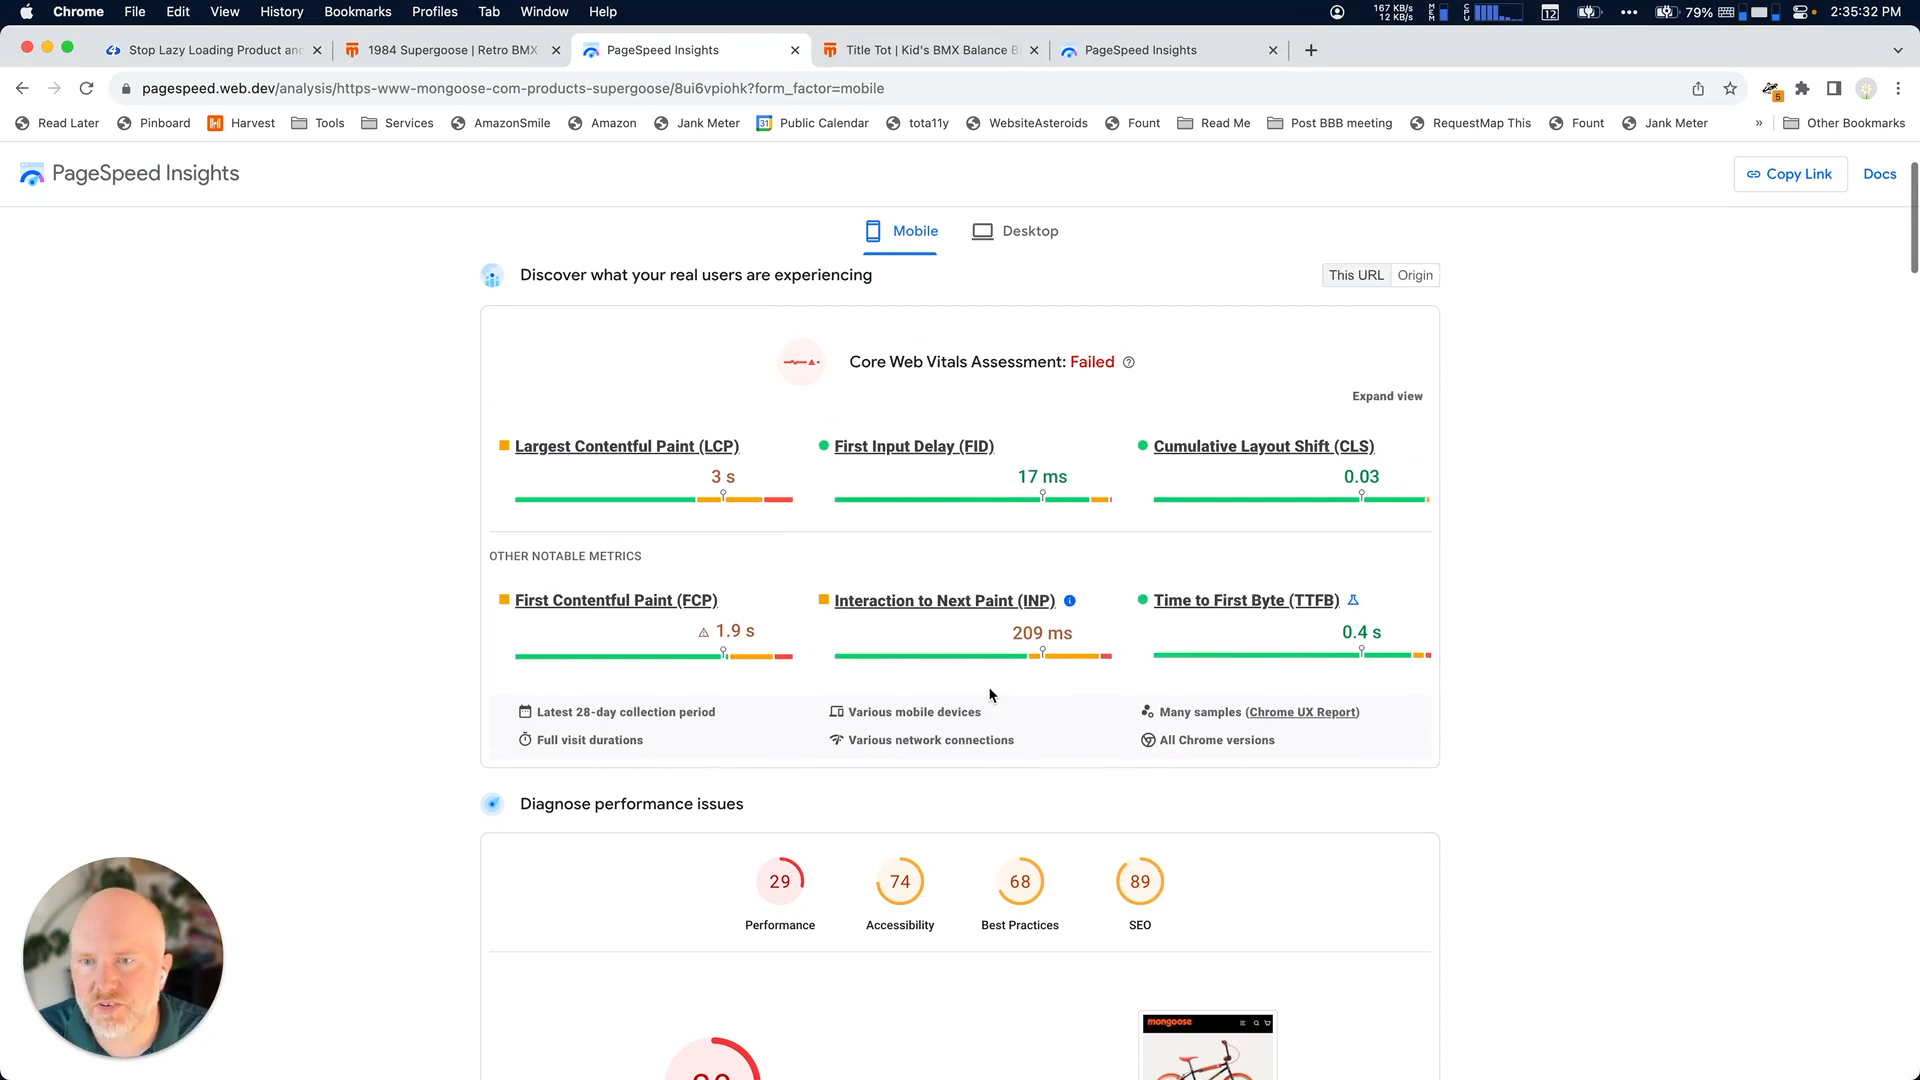 Chrome File Edit View History Bookmarks Profiles Tab Window Help 167 KB/s 12 KB/s MEM CPU 12 79% 2:35:32 PM
Stop Lazy Loading Product an 1984 Supergoose | Retro BMX PageSpeed Insights Title Tot | Kid's BMX Balance B PageSpeed Insights
pagespeed.web.dev/analysis/https-www-mongoose-com-products-supergoose/8ui6vpiohk?form_factor=mobile 5
Read Later Pinboard Harvest Tools Services AmazonSmile Amazon Jank Meter 31 Public Calendar tota11y WebsiteAsteroids Fount Read Me Post BBB meeting RequestMap This Fount Jank Meter » Other Bookmarks
PageSpeed Insights Copy Link Docs
Mobile Desktop
Discover what your real users are experiencing This URL Origin
Core Web Vitals Assessment: Failed
Expand view
Largest Contentful Paint (LCP) First Input Delay (FID) Cumulative Layout Shift (CLS)
3 s 17 ms 0.03
OTHER NOTABLE METRICS
First Contentful Paint (FCP) Interaction to Next Paint (INP) Time to First Byte (TTFB)
1.9 s 209 ms 0.4 s
Latest 28-day collection period Various mobile devices Many samples (Chrome UX Report)
Full visit durations Various network connections All Chrome versions
Diagnose performance issues
29 74 68 89
Performance Accessibility Best Practices SEO
mongoose